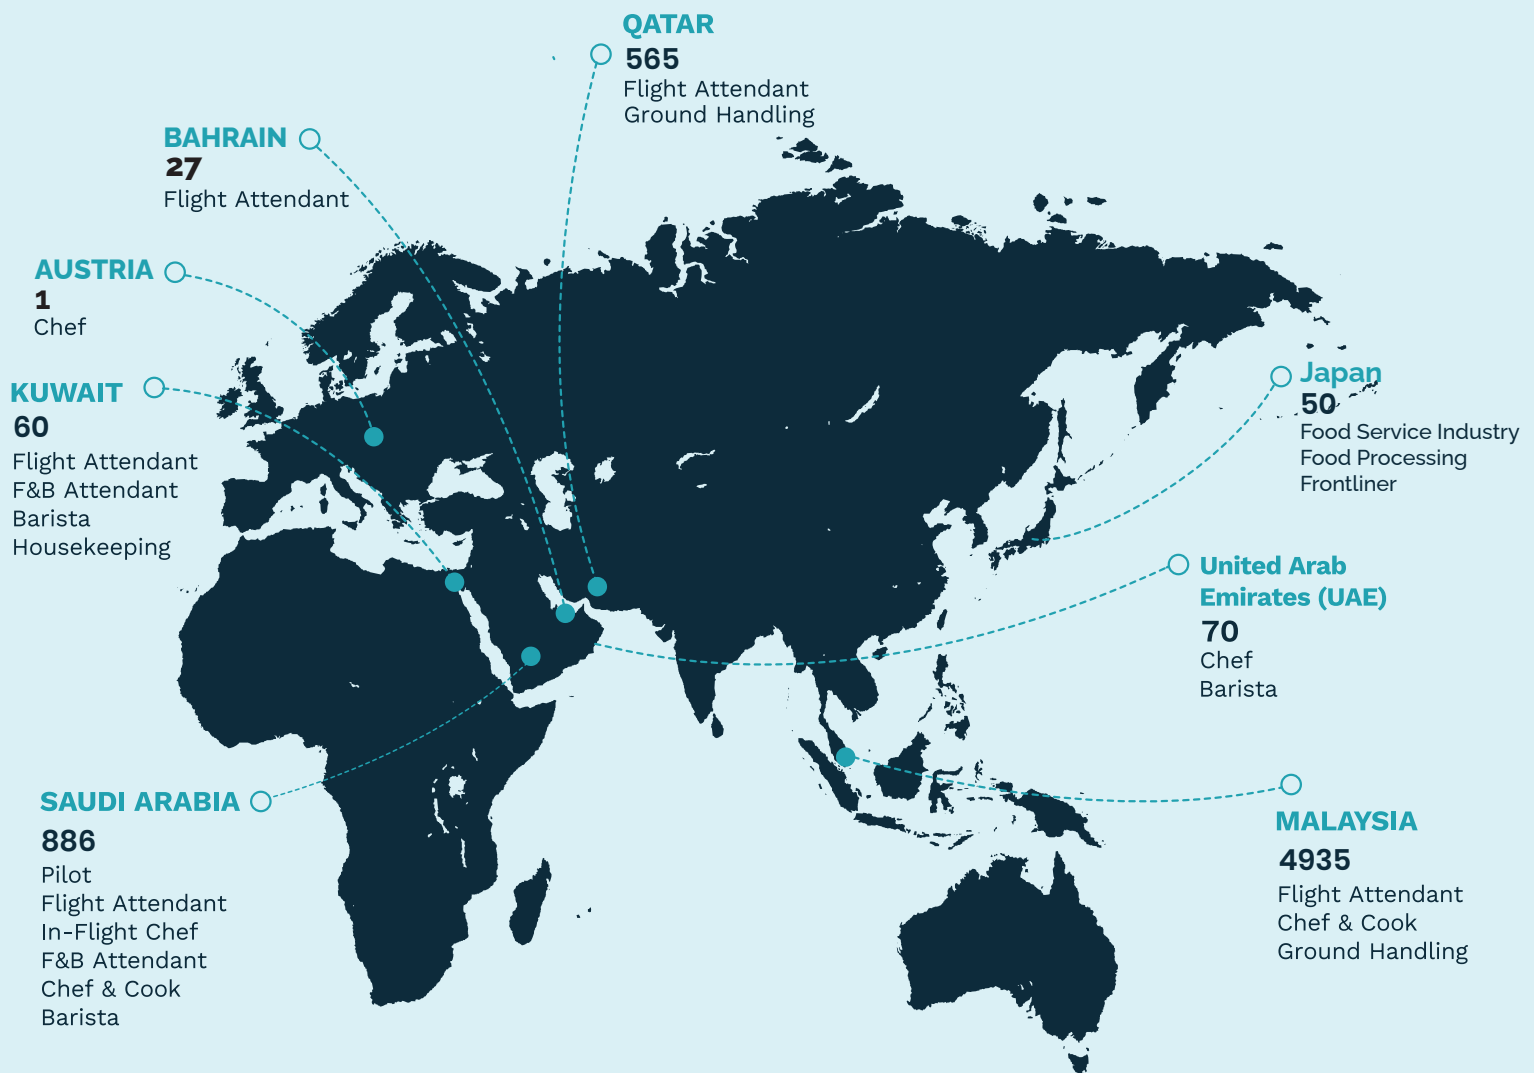 QATAR
565
Flight Attendant
Ground Handling
BAHRAIN
27
Flight Attendant
AUSTRIA
1
Chef
KUWAIT
60
Flight Attendant
F&B Attendant
Barista
Housekeeping
Japan
50
Food Service Industry
Food Processing
Frontliner
United Arab
Emirates (UAE)
70
Chef
Barista
SAUDI ARABIA
886
Pilot
Flight Attendant
In-Flight Chef
F&B Attendant
Chef & Cook
Barista
MALAYSIA
4935
Flight Attendant
Chef & Cook
Ground Handling